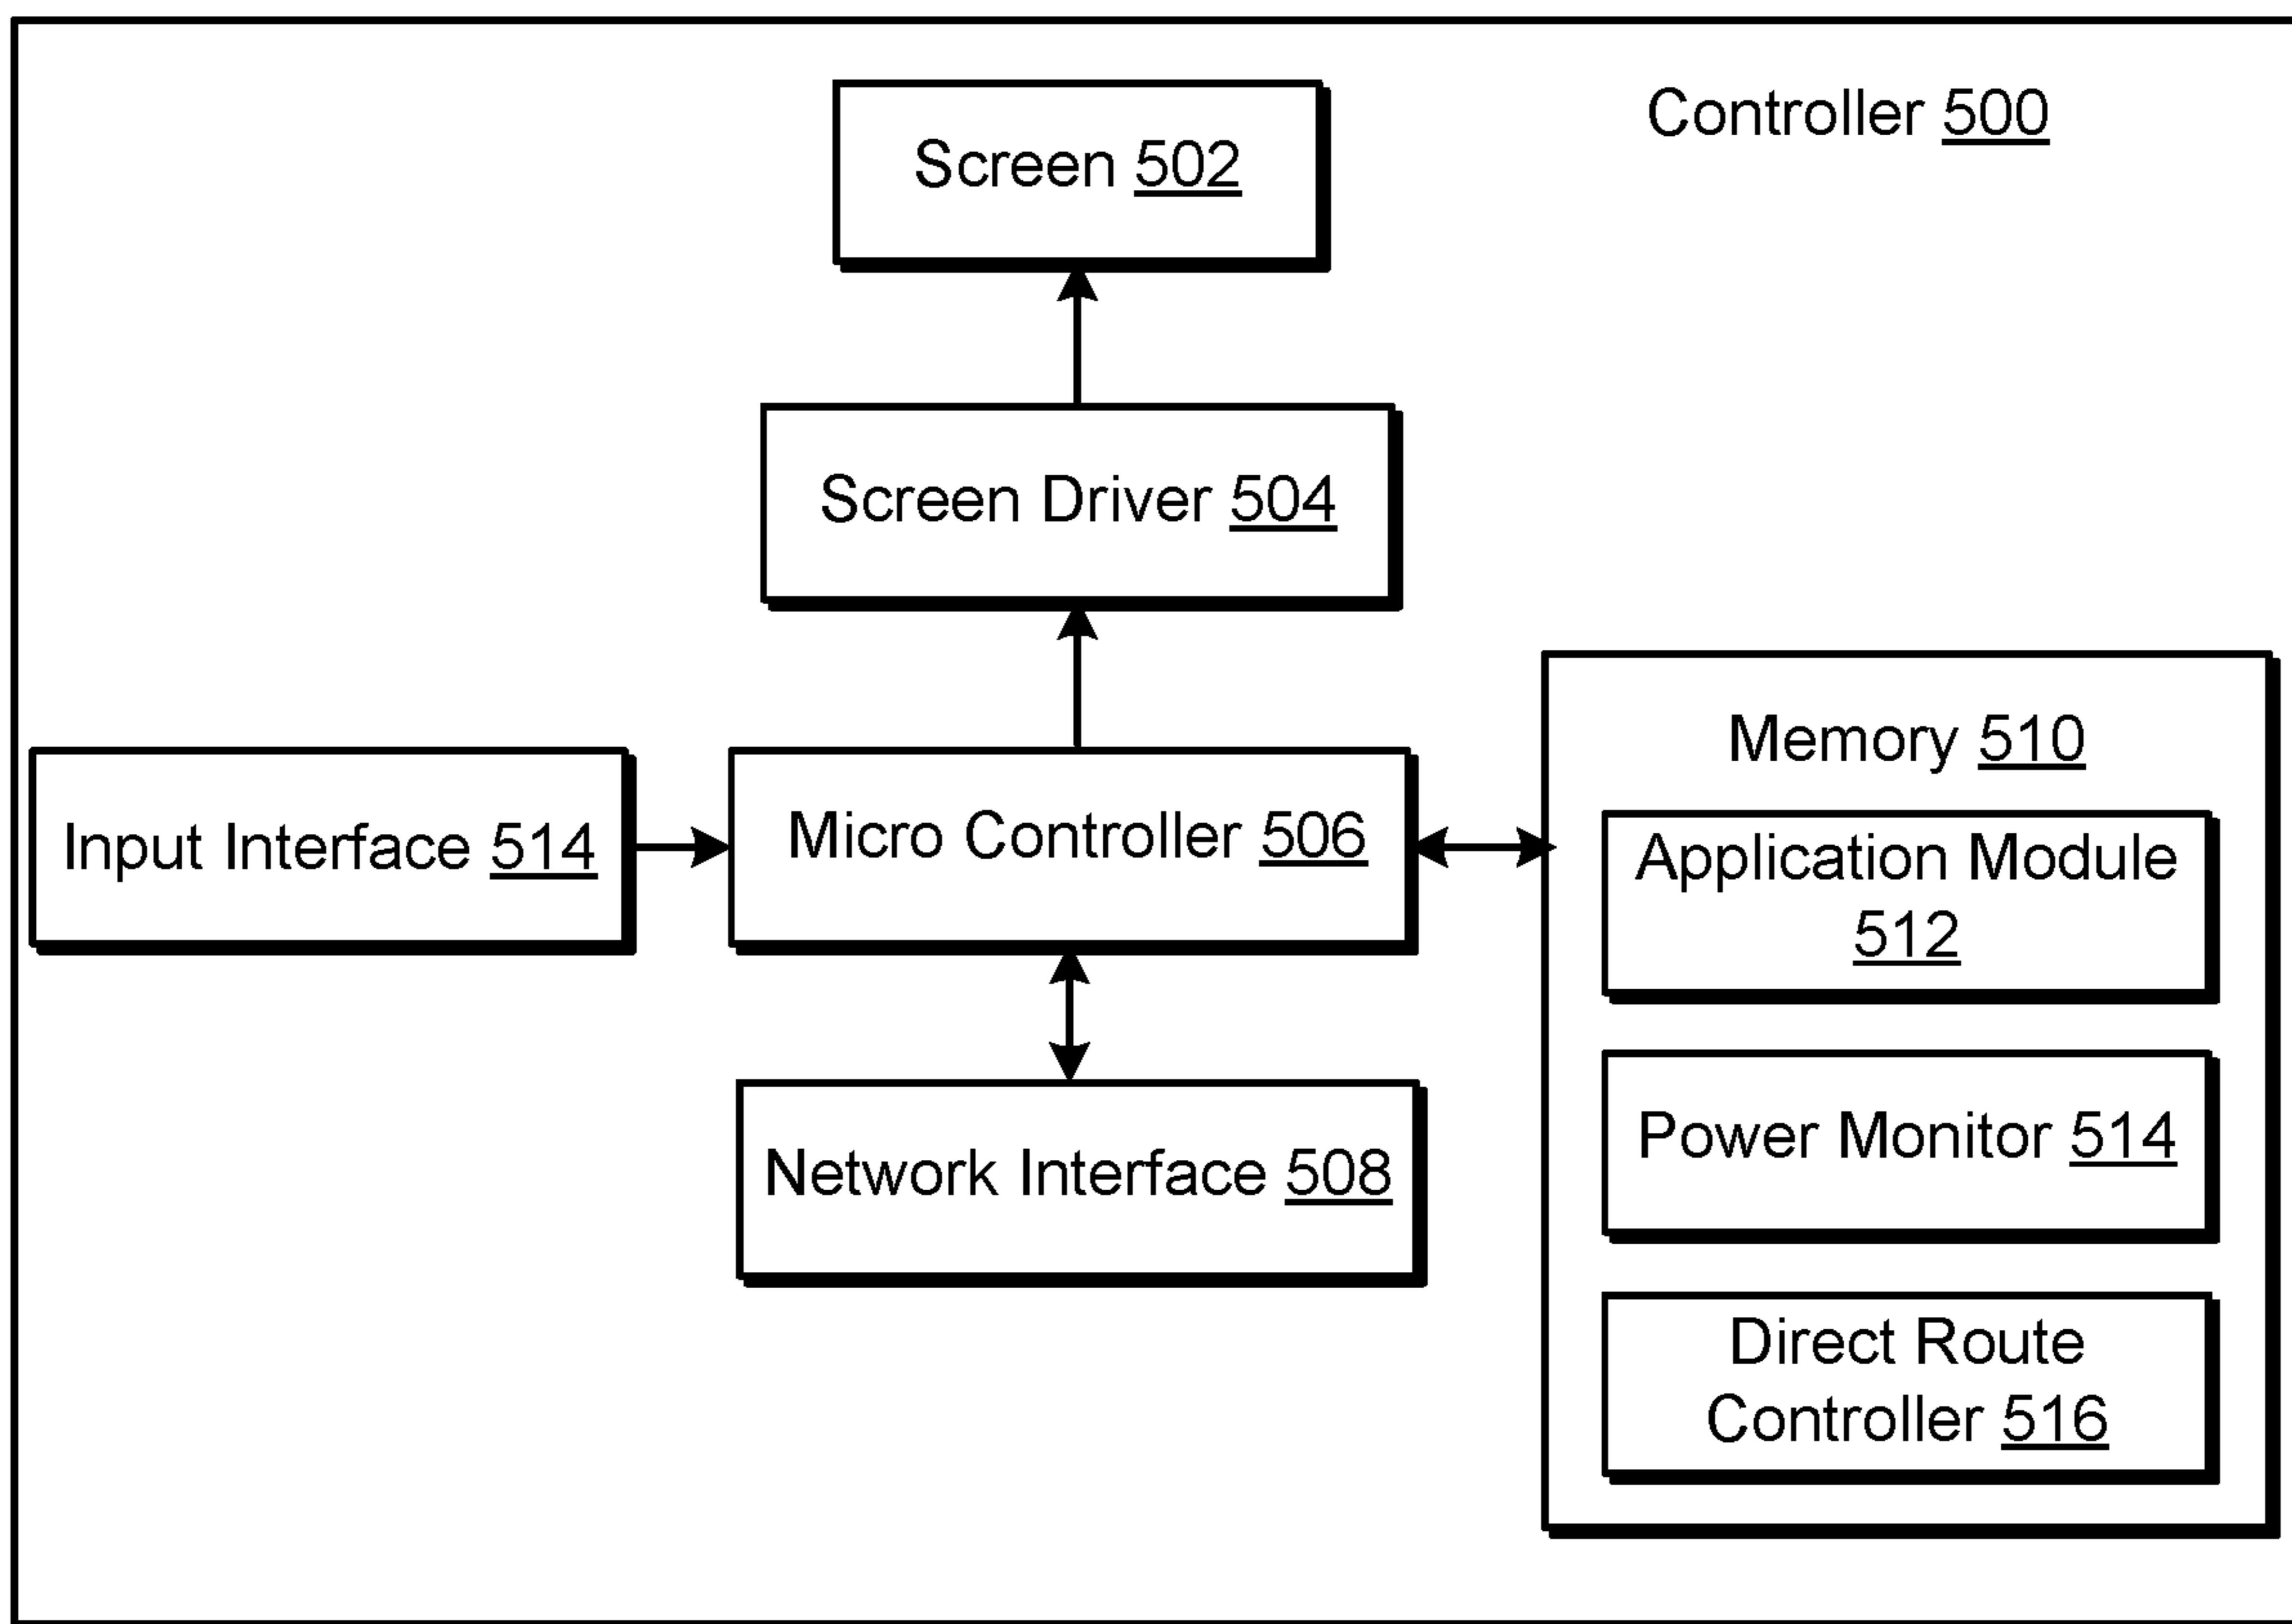 Controller 500
Screen 502
Screen Driver 504
Input Interface 514
Micro Controller 506
Network Interface 508
Memory 510
Application Module
512
Power Monitor 514
Direct Route
Controller 516